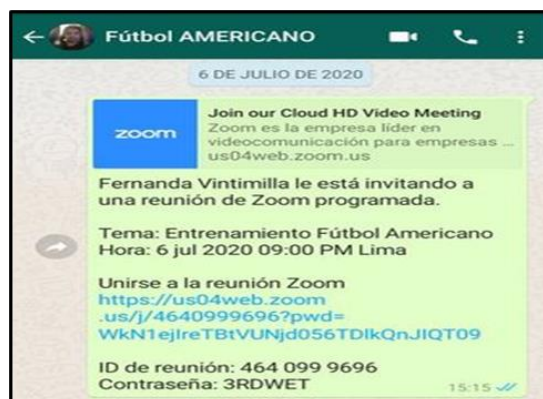 Fútbol AMERICANO
6 DE JULIO DE 2020
zoom
Join our Cloud HD Video Meeting
Zoom es la empresa líder en
videocomunicación para empresas ...
us04web.zoom.us
Fernanda Vintimilla le está invitando a
una reunión de Zoom programada.
Tema: Entrenamiento Fútbol Americano
Hora: 6 jul 2020 09:00 PM Lima
Unirse a la reunión Zoom
https://us04web.zoom
.us/j/4640999696?pwd=
WkN1ejIreTBtVUNjd056TDlkQnJIQT09
ID de reunión: 464 099 9696
Contraseña: 3RDWET
15:15